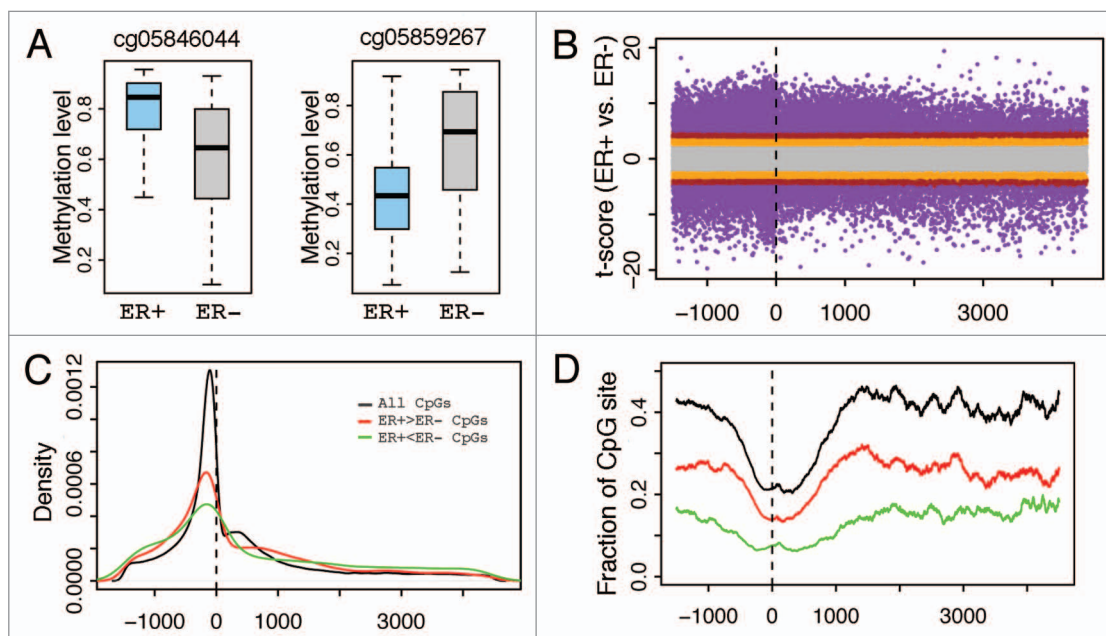 A
cg05846044
cg05859267
Methylation level
0.2
0.4
0.6
0.8
ER+
ER-
Methylation level
0.2
0.4
0.6
0.8
ER+
ER-
B
t-score (ER+ vs. ER-)
20
10
0
-10
-20
-1000
0
1000
3000
C
Density
0.0000
0.0006
0.0012
All CpGs
ER+>ER- CpGs
ER+<ER- CpGs
-1000
0
1000
3000
D
Fraction of CpG site
0.0
0.2
0.4
-1000
0
1000
3000